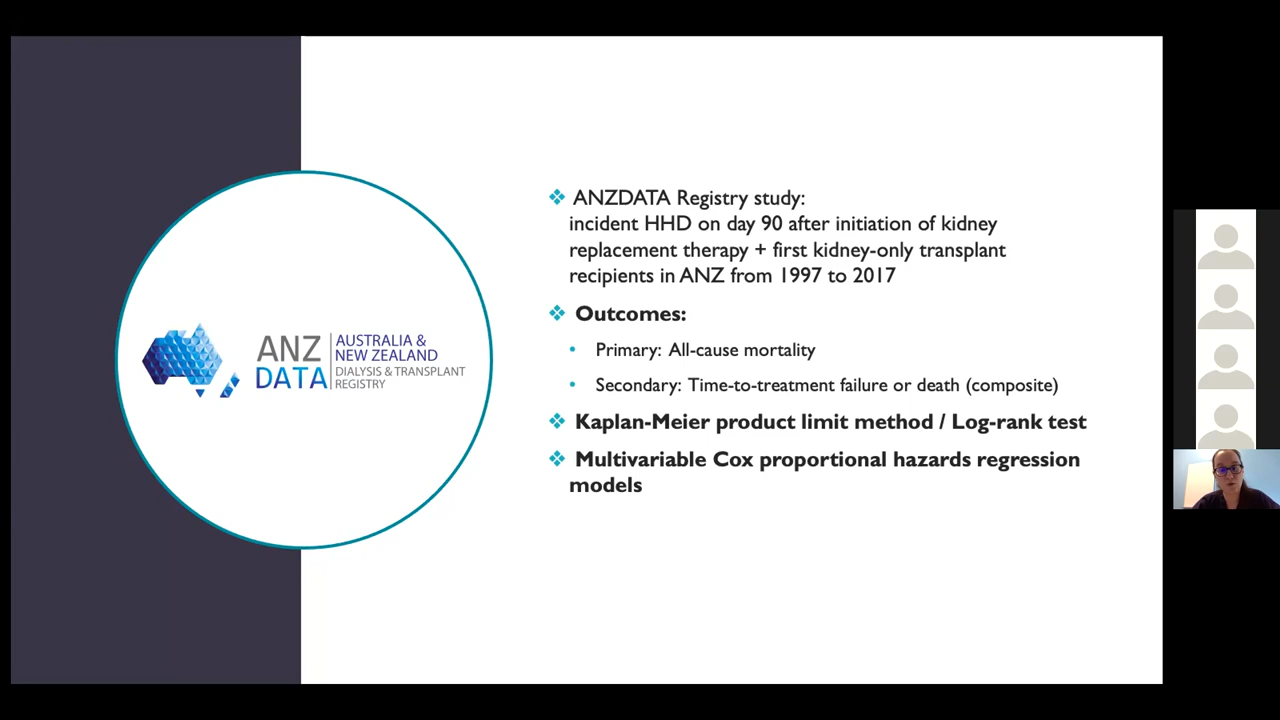 ANZ
DATA
AUSTRALIA &
NEW ZEALAND
DIALYSIS & TRANSPLANT
REGISTRY
❖ ANZDATA Registry study:
incident HHD on day 90 after initiation of kidney
replacement therapy + first kidney-only transplant
recipients in ANZ from 1997 to 2017
❖ Outcomes:
• Primary: All-cause mortality
• Secondary: Time-to-treatment failure or death (composite)
❖ Kaplan-Meier product limit method / Log-rank test
❖ Multivariable Cox proportional hazards regression
models